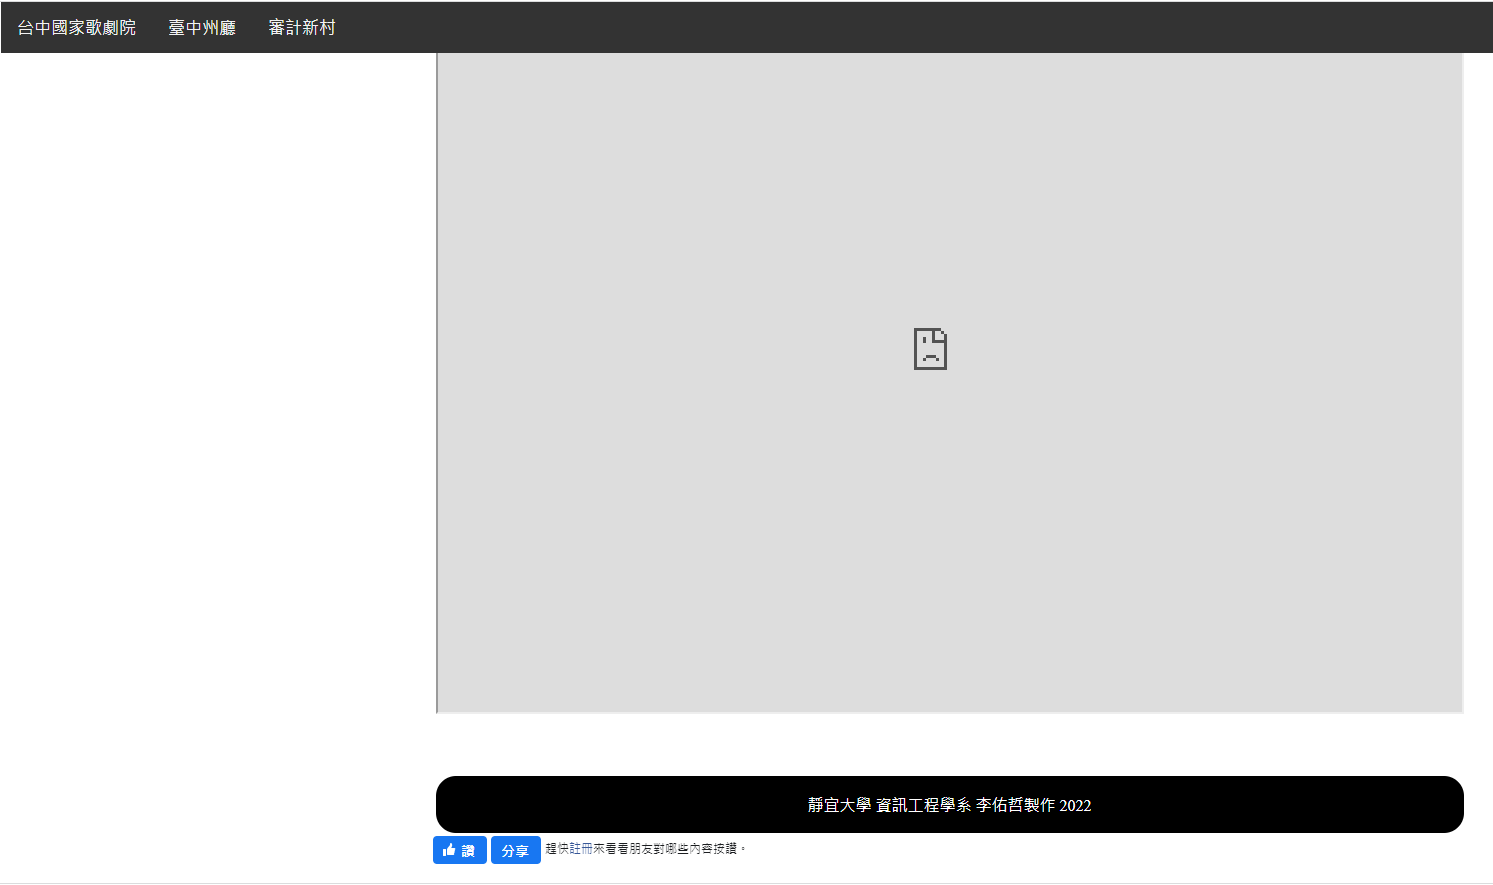 台中國家歌劇院 臺中州廳 審計新村
靜宜大學 資訊工程學系 李佑哲製作 2022
讚 分享 趕快註冊來看看朋友對哪些內容按讚。